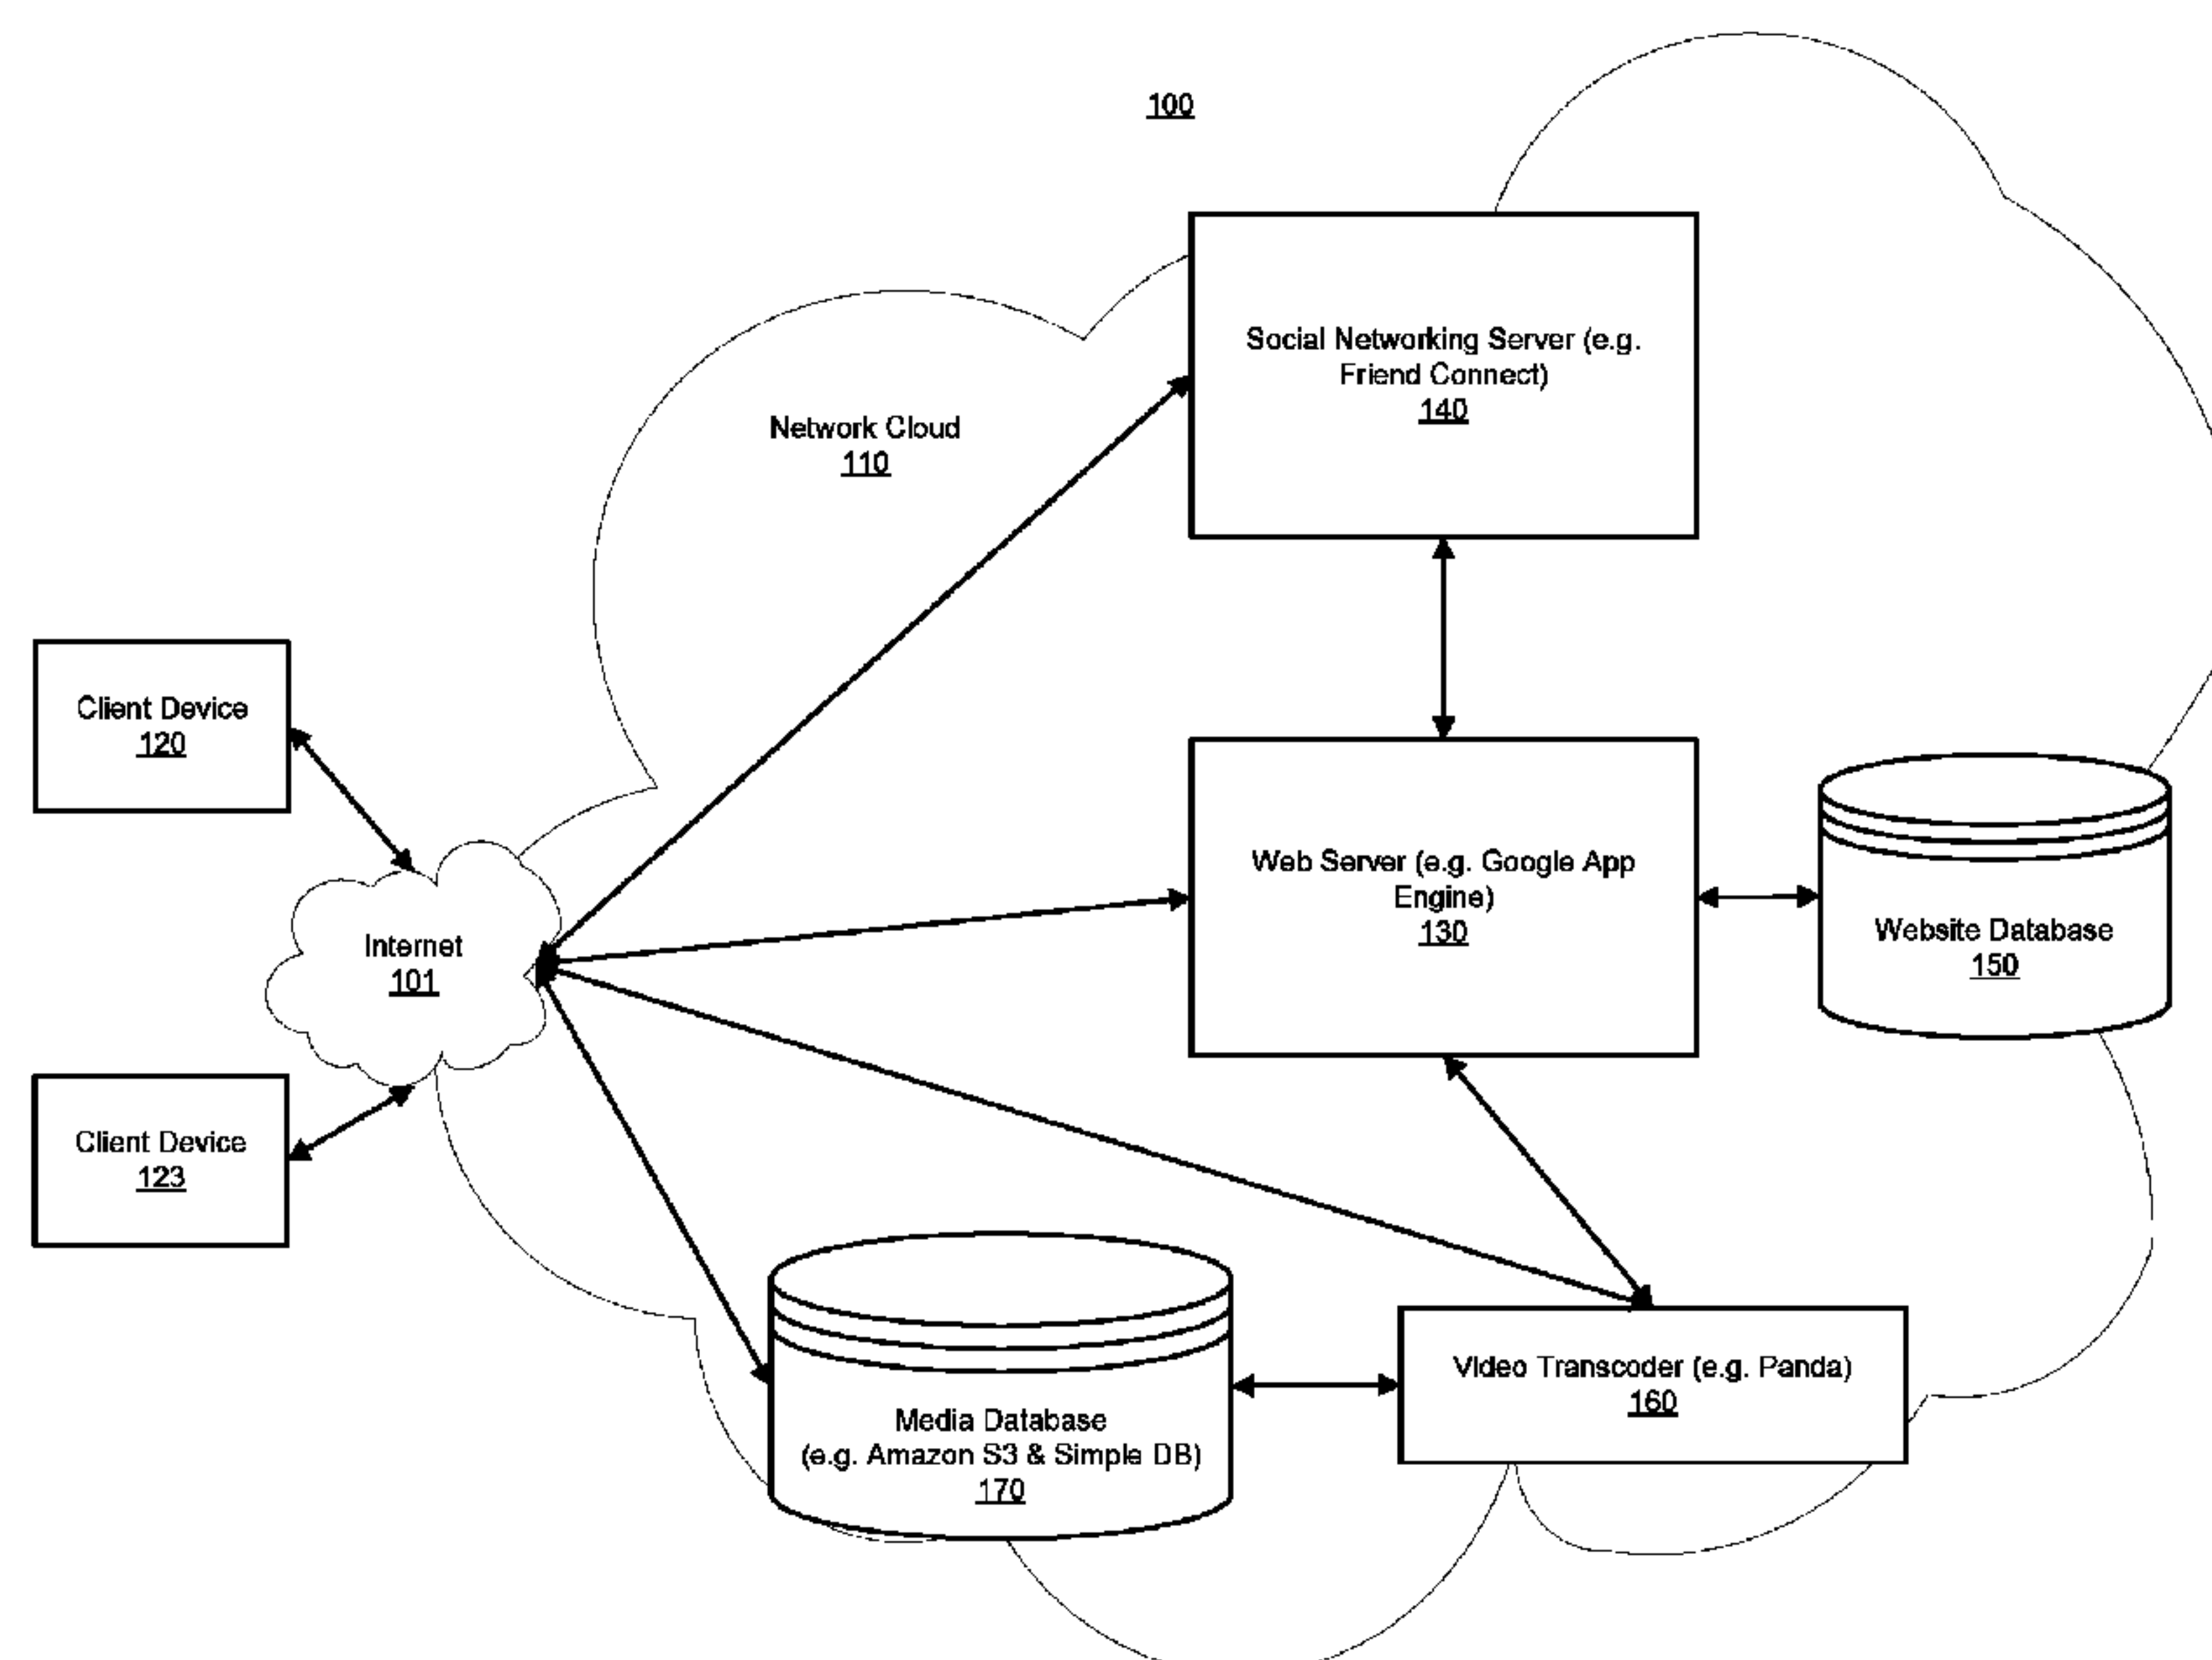 100
Social Networking Server (e.g.
Friend Connect)
140
Network Cloud
110
Client Device
120
Web Server (e.g. Google App
Engine)
130
Website Database
150
Internet
101
Client Device
123
Video Transcoder (e.g. Panda)
160
Media Database
(e.g. Amazon S3 & Simple DB)
170